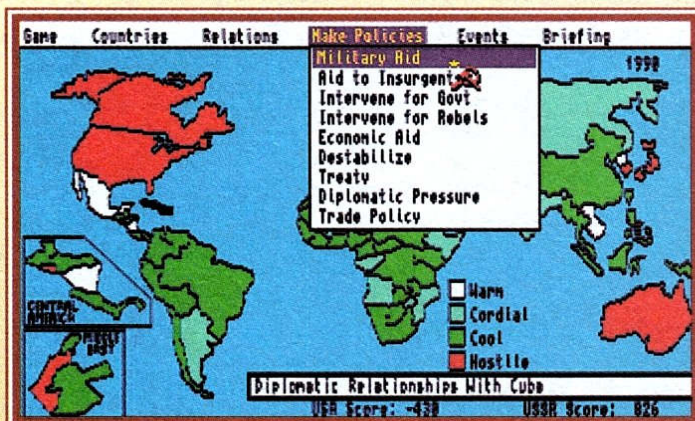 Game Countries Relations Make Policies Events Briefing
Military Aid
1990
Aid to Insurgents
Intervene for Govt
Intervene for Rebels
Economic Aid
Destabilize
Treaty
Diplomatic Pressure
Trade Policy
Warm
Cordial
Cool
Hostile
CENTRAL
AMERICA
MIDDLE
EAST
Diplomatic Relationships With Cuba
USA Score: -430 USSR Score: 826